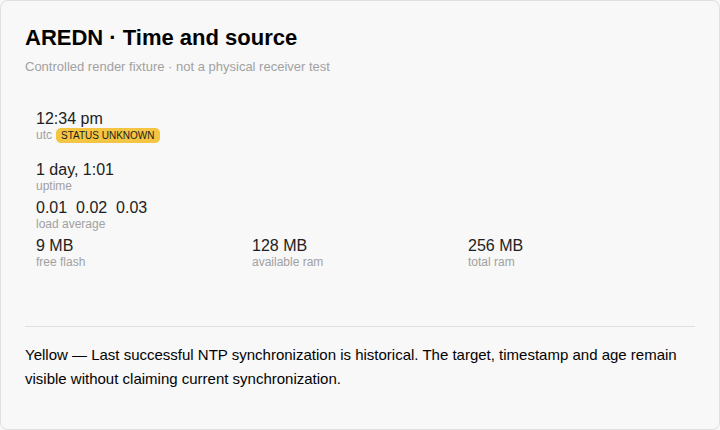 AREDN · Time and source
Controlled render fixture · not a physical receiver test
12:34 pm
utc STATUS UNKNOWN
1 day, 1:01
uptime
0.01 0.02 0.03
load average
9 MB 128 MB 256 MB
free flash available ram total ram
Yellow — Last successful NTP synchronization is historical. The target, timestamp and age remain
visible without claiming current synchronization.